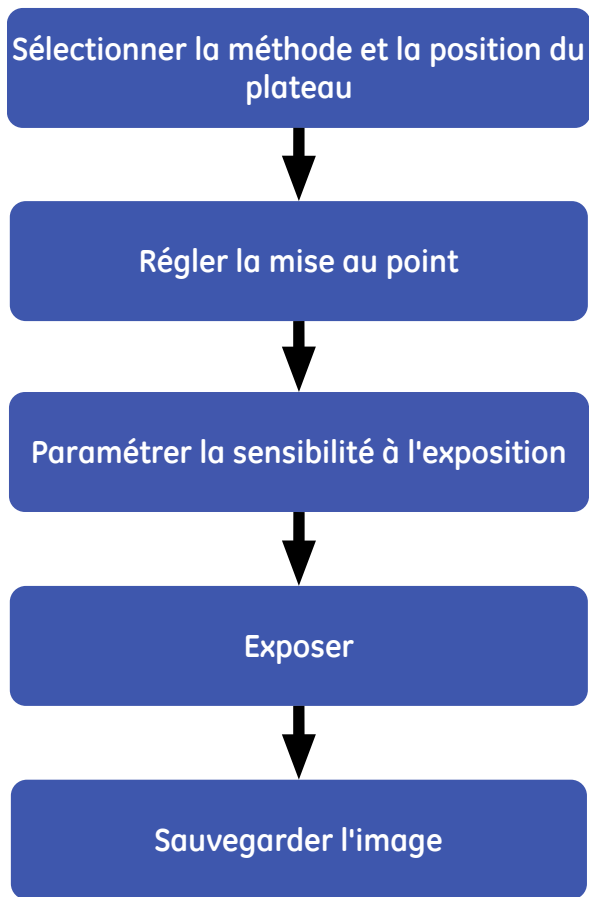 Sélectionner la méthode et la position du
plateau
Régler la mise au point
Paramétrer la sensibilité à l'exposition
Exposer
Sauvegarder l'image